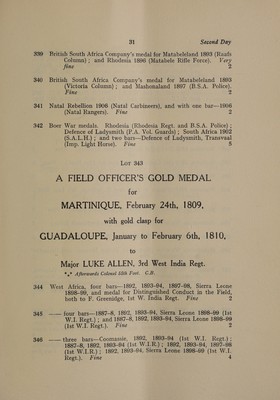 31 Second Day
339 British South Africa Company's medal for Matabeleland 1893 (Raads
Column); and Rhodesia 1896 (Matabele Rifle Force). Very
fine 2
340 British South Africa Company's medal for Matabeleland 1893
(Victoria Column); and Mashonaland 1897 (B.S.A. Police).
Fine 2
341 Natal Rebellion 1906 (Natal Carbineers), and with one bar—1906
(Natal Rangers). Fine 2
342 Boer War medals. Rhodesia (Rhodesia Regt. and B.S.A. Police);
Defence of Ladysmith (P.A. Vol. Guards); South Africa 1902
(S.A.L.H.); and two bars—Defence of Ladysmith, Transvaal
(Imp. Light Horse). Fine 5
LOT 343
A FIELD OFFICER'S GOLD MEDAL
for
MARTINIQUE, February 24th, 1809,
with gold clasp for
GUADALOUPE, January to February 6th, 1810,
to
Major LUKE ALLEN, 3rd West India Regt.
*** Afterwards Colonel 55th Foot. C.B.
344 West Africa, four bars—1892, 1893-94, 1897-98, Sierra Leone
1898-99, and medal for Distinguished Conduct in the Field,
both to F. Greenidge, 1st W. India Regt. Fine 2
345 —— four bars—1887-8, 1892, 1893-94, Sierra Leone 1898-99 (1st
W.I. Regt.); and 1887-8, 1892, 1893-94, Sierra Leone 1898-99
(1st W.I. Regt.). Fine 2
346 —— three bars—Coomassie, 1892, 1893-94 (1st W.I. Regt.);
1887-8, 1892, 1893-94 (1st W.I.R.); 1892, 1893-94, 1897-98
(1st W.I.R.); 1892, 1893-94, Sierra Leone 1898-99 (1st W.I.
Regt.). Fine 4